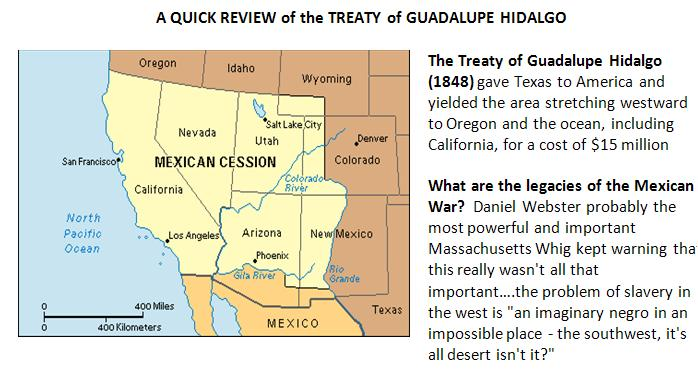 A QUICK REVIEW of the TREATY of GUADALUPE HIDALGO
Oregon
Idaho
Wyoming
Salt Lake City
Nevada
Utah
Denver
San Francisco
MEXICAN CESSION
Colorado
Colorado
River
California
North
Pacific
Ocean
Los Angeles
Arizona
New Mexico
Phoenix
Gila River
Rio
Grande
0 400 Miles
0 400 Kilometers
MEXICO
Texas
The Treaty of Guadalupe Hidalgo
(1848) gave Texas to America and
yielded the area stretching westward
to Oregon and the ocean, including
California, for a cost of $15 million
What are the legacies of the Mexican
War? Daniel Webster probably the
most powerful and important
Massachusetts Whig kept warning tha
this really wasn't all that
important....the problem of slavery in
the west is "an imaginary negro in an
impossible place - the southwest, it's
all desert isn't it?"